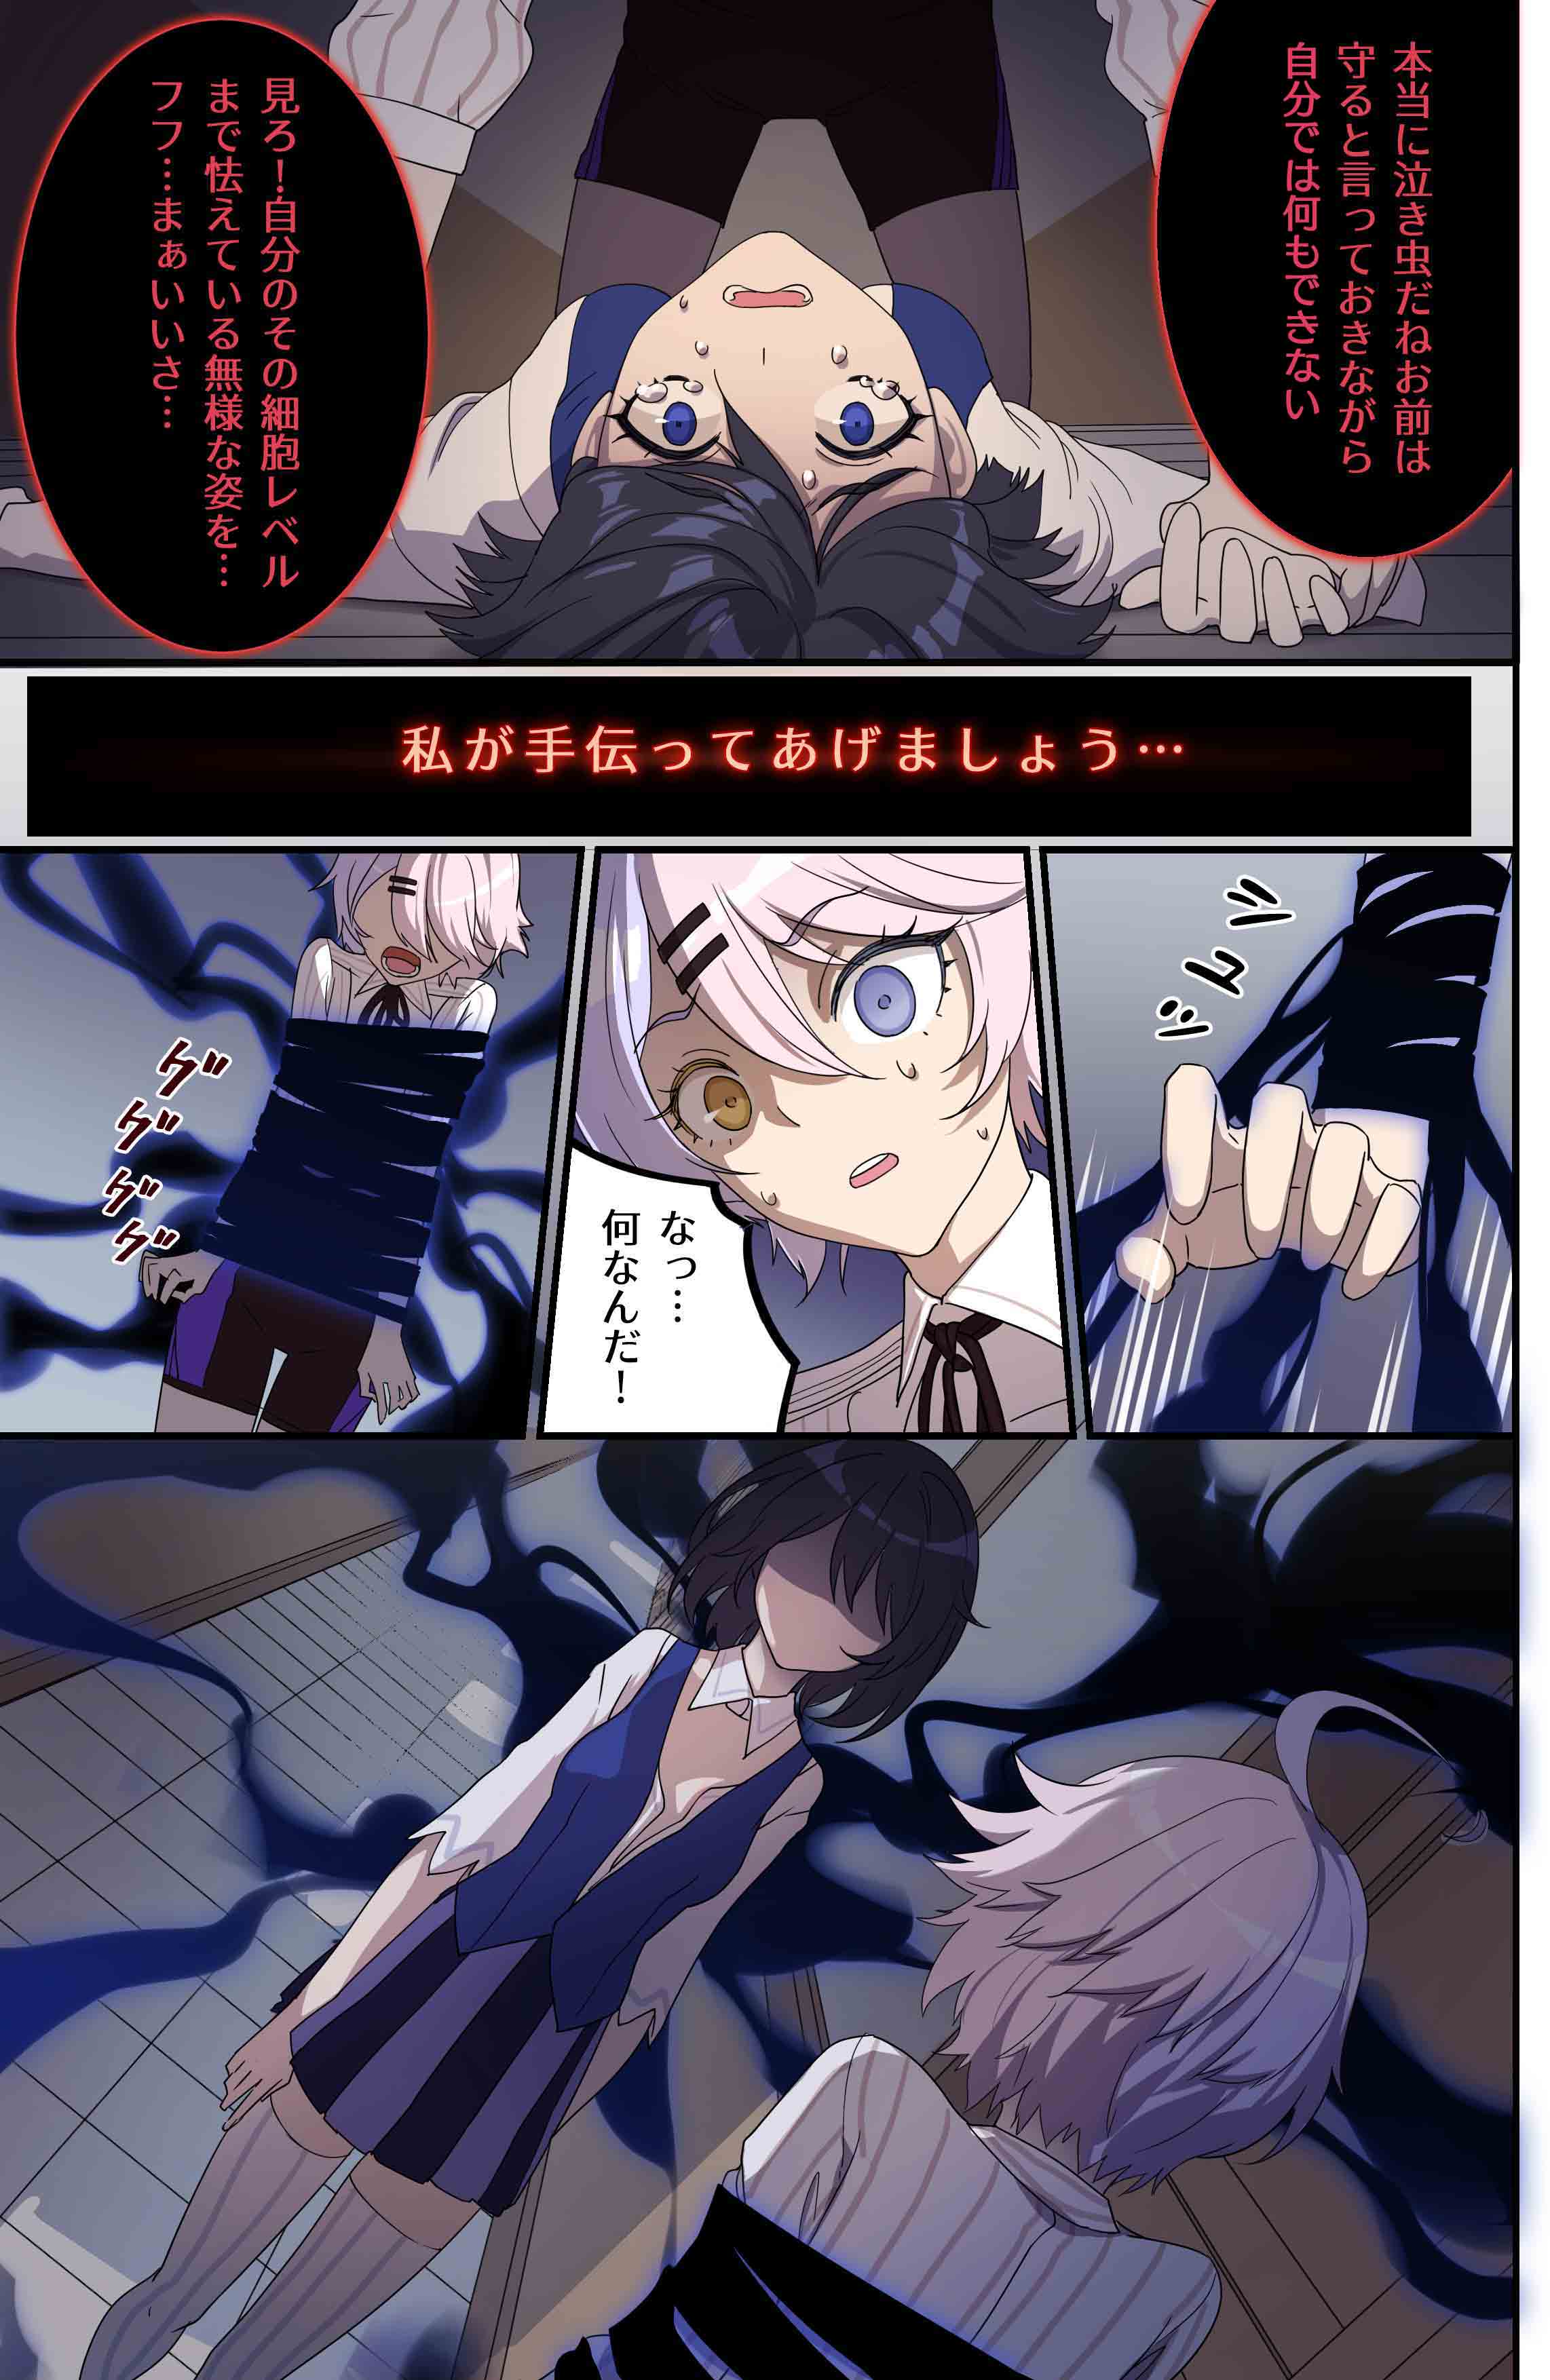 本当に泣き虫だねお前は
守ると言っておきながら
自分では何もできない
見ろ！自分のその細胞レベル
まで怯えている無様な姿を…
フフ…まぁいいさ…
私が手伝ってあげましょう…
シュジ
なっ…
何なんだ！
グググググ